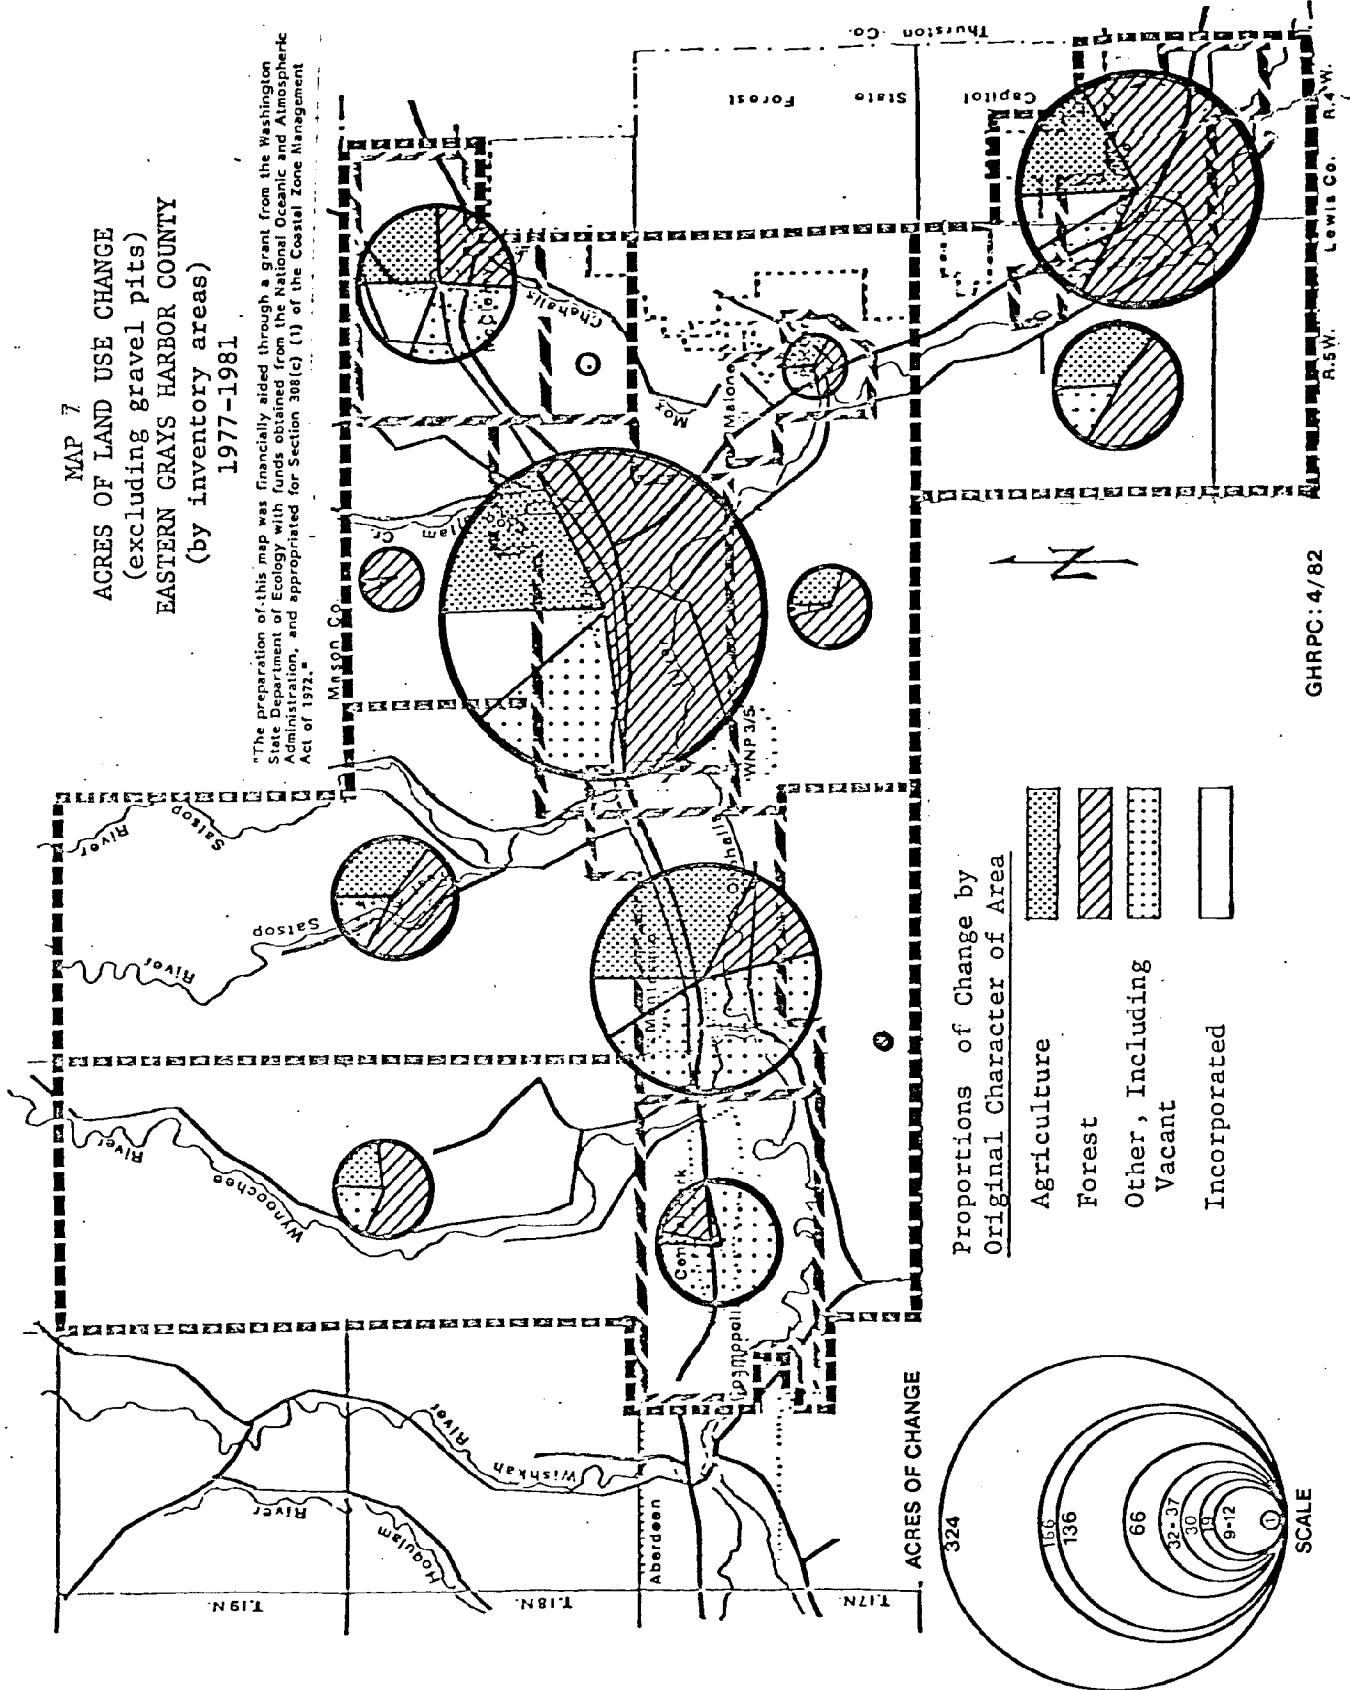 MAP 7
ACRES OF LAND USE CHANGE
(excluding gravel pits)
EASTERN GRAYS HARBOR COUNTY
(by inventory areas)
1977-1981
"The preparation of this map was financially aided through a grant from the Washington
State Department of Ecology with funds obtained from the National Oceanic and Atmospheric
Administration, and appropriated for Section 308(c) (1) of the Coastal Zone Management
Act of 1972."
Mason Co.
Thurston Co.
Capitol State Forest
Lewis Co.
R.4 W.
R.5W.
T.19N.
T.18N.
T.17N.
River
Satsop
River
Satsop
River
Wynoochee
River
Wishkah
River
Hoquiam
Chehalis
Cr.
Mox
Malone
WNP 3/5
Aberdeen
GHRPC: 4/82
N
Proportions of Change by
Original Character of Area
Agriculture
Forest
Other, Including
Vacant
Incorporated
ACRES OF CHANGE
324
166
136
66
32-37
30
19
9-12
1
SCALE